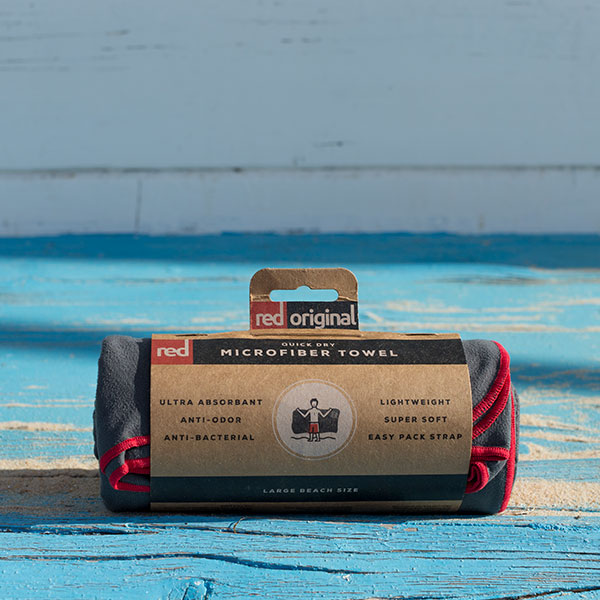 red original
red
QUICK DRY
MICROFIBER TOWEL
ULTRA ABSORBANT
ANTI-ODOR
ANTI-BACTERIAL
LIGHTWEIGHT
SUPER SOFT
EASY PACK STRAP
LARGE BEACH SIZE